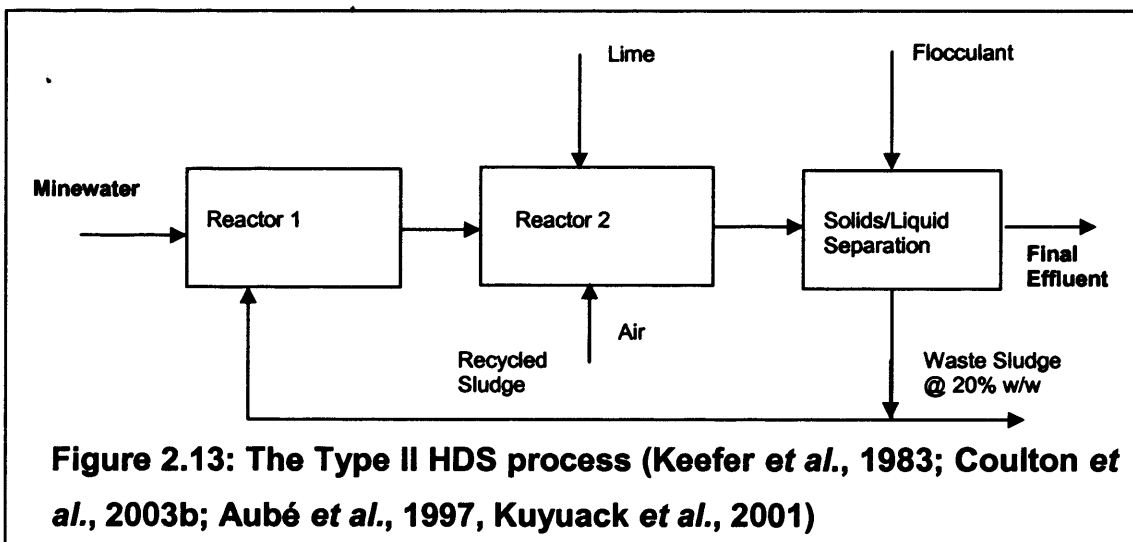 Lime
Flocculant
Minewater
Reactor 1
Reactor 2
Solids/Liquid
Separation
Final
Effluent
Air
Recycled
Sludge
Waste Sludge
@ 20% w/w
Figure 2.13: The Type II HDS process (Keefer et al., 1983; Coulton et
al., 2003b; Aubé et al., 1997, Kuyuack et al., 2001)